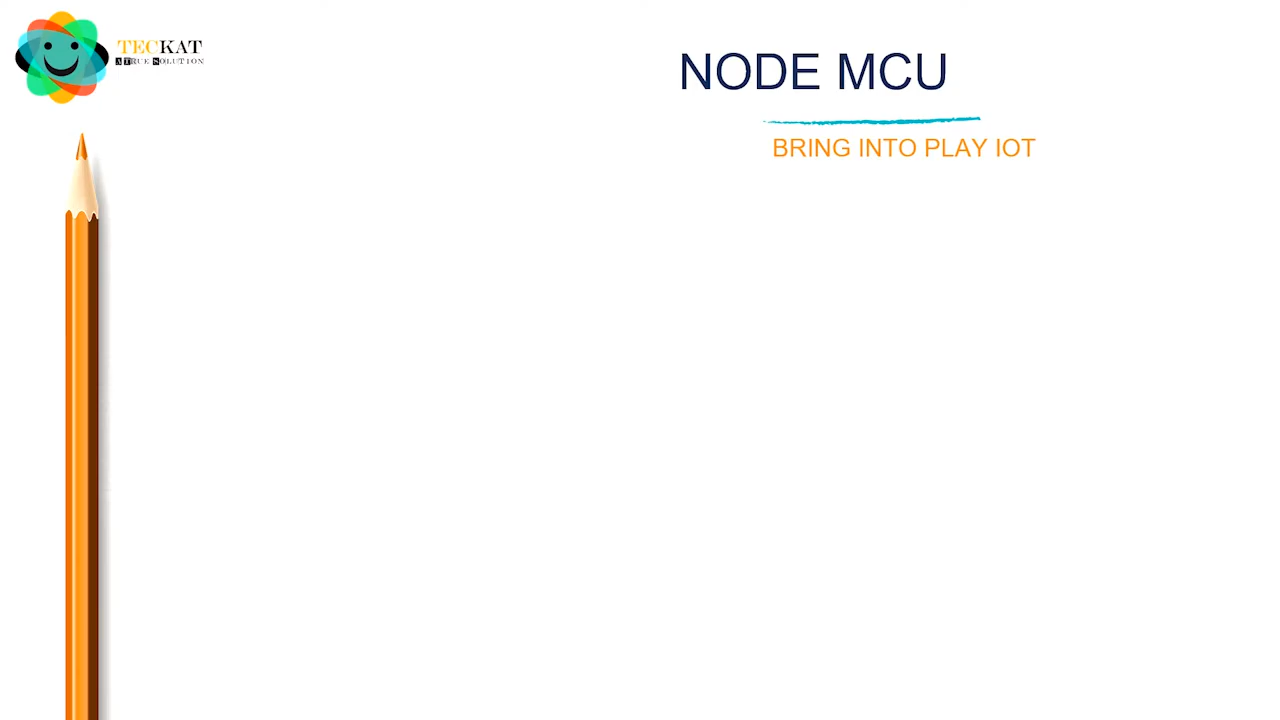 TECKAT
A TRUE SOLUTION
NODE MCU
BRING INTO PLAY IOT